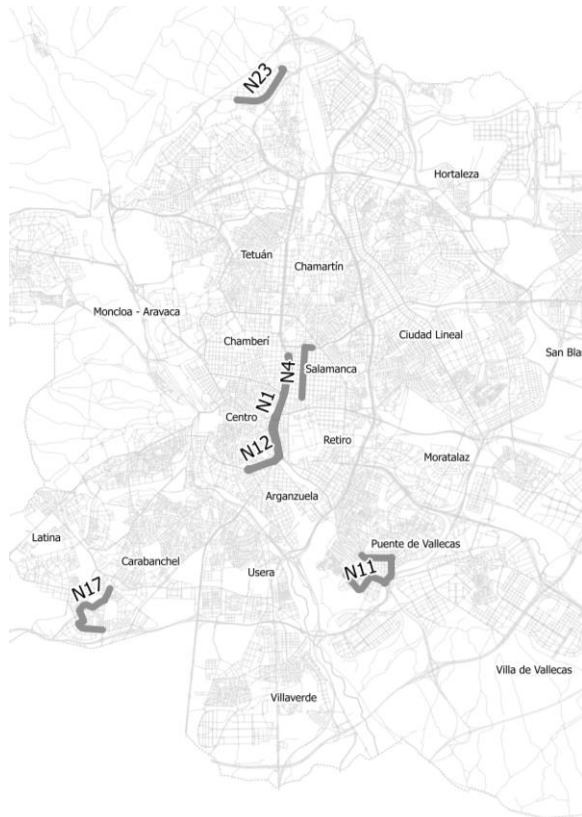 N23
Hortaleza
Tetuán
Chamartín
Moncloa - Aravaca
Chamberí
Ciudad Lineal
San Blas
N4
Salamanca
N1
Centro
N12
Retiro
Moratalaz
Arganzuela
Latina
Carabanchel
Usera
Puente de Vallecas
N11
N17
Villa de Vallecas
Villaverde